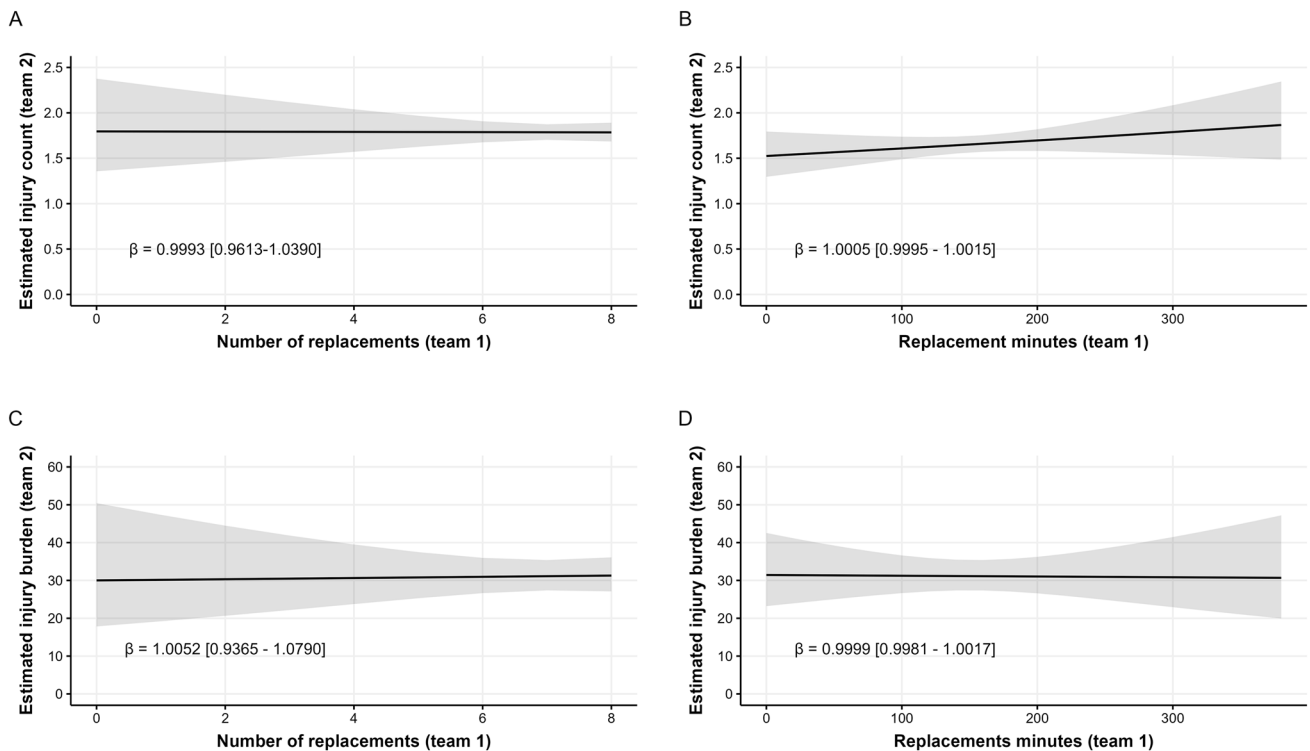 A
Estimated injury count (team 2)
2.5
2.0
1.5
1.0
0.5
0.0
β = 0.9993 [0.9613-1.0390]
0 2 4 6 8
Number of replacements (team 1)
B
Estimated injury count (team 2)
2.5
2.0
1.5
1.0
0.5
0.0
β = 1.0005 [0.9995 - 1.0015]
0 100 200 300
Replacement minutes (team 1)
C
Estimated injury burden (team 2)
60
50
40
30
20
10
0
β = 1.0052 [0.9365 - 1.0790]
0 2 4 6 8
Number of replacements (team 1)
D
Estimated injury burden (team 2)
60
50
40
30
20
10
0
β = 0.9999 [0.9981 - 1.0017]
0 100 200 300
Replacements minutes (team 1)